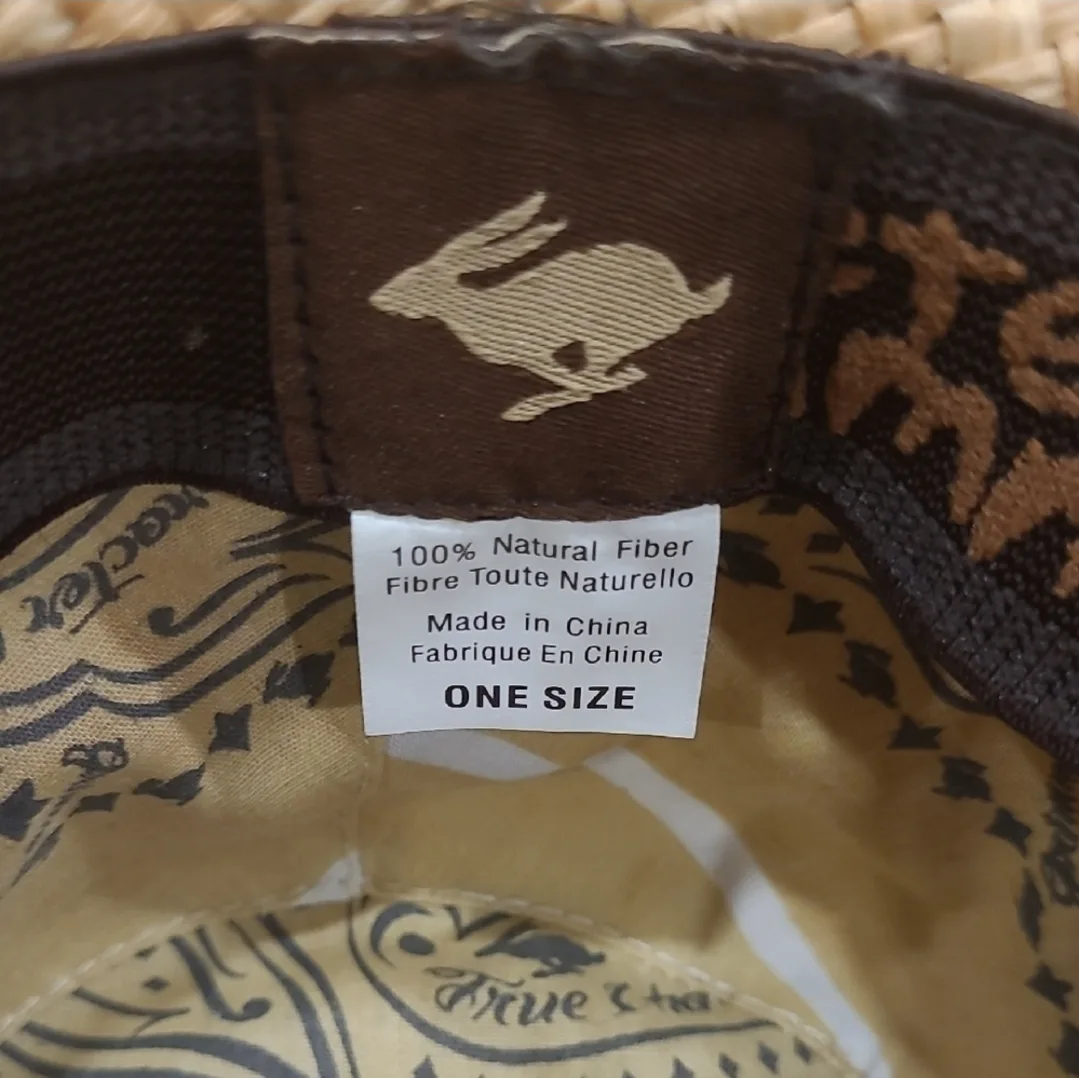 100% Natural Fiber
Fibre Toute Naturello
Made in China
Fabrique En Chine
ONE SIZE
True